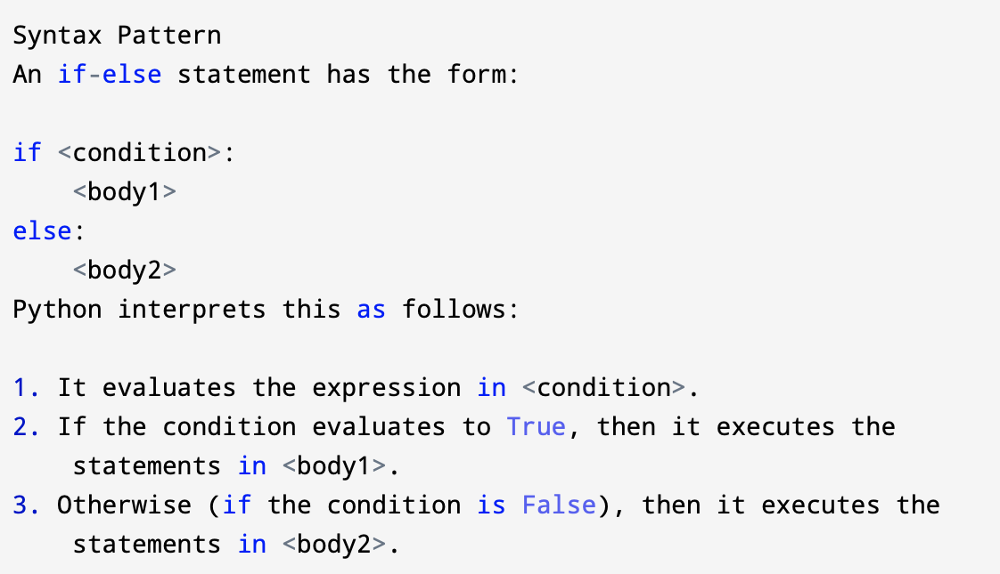 Syntax Pattern
An if-else statement has the form:
if <condition>:
    <body1>
else:
    <body2>
Python interprets this as follows:
1. It evaluates the expression in <condition>.
2. If the condition evaluates to True, then it executes the
    statements in <body1>.
3. Otherwise (if the condition is False), then it executes the
    statements in <body2>.